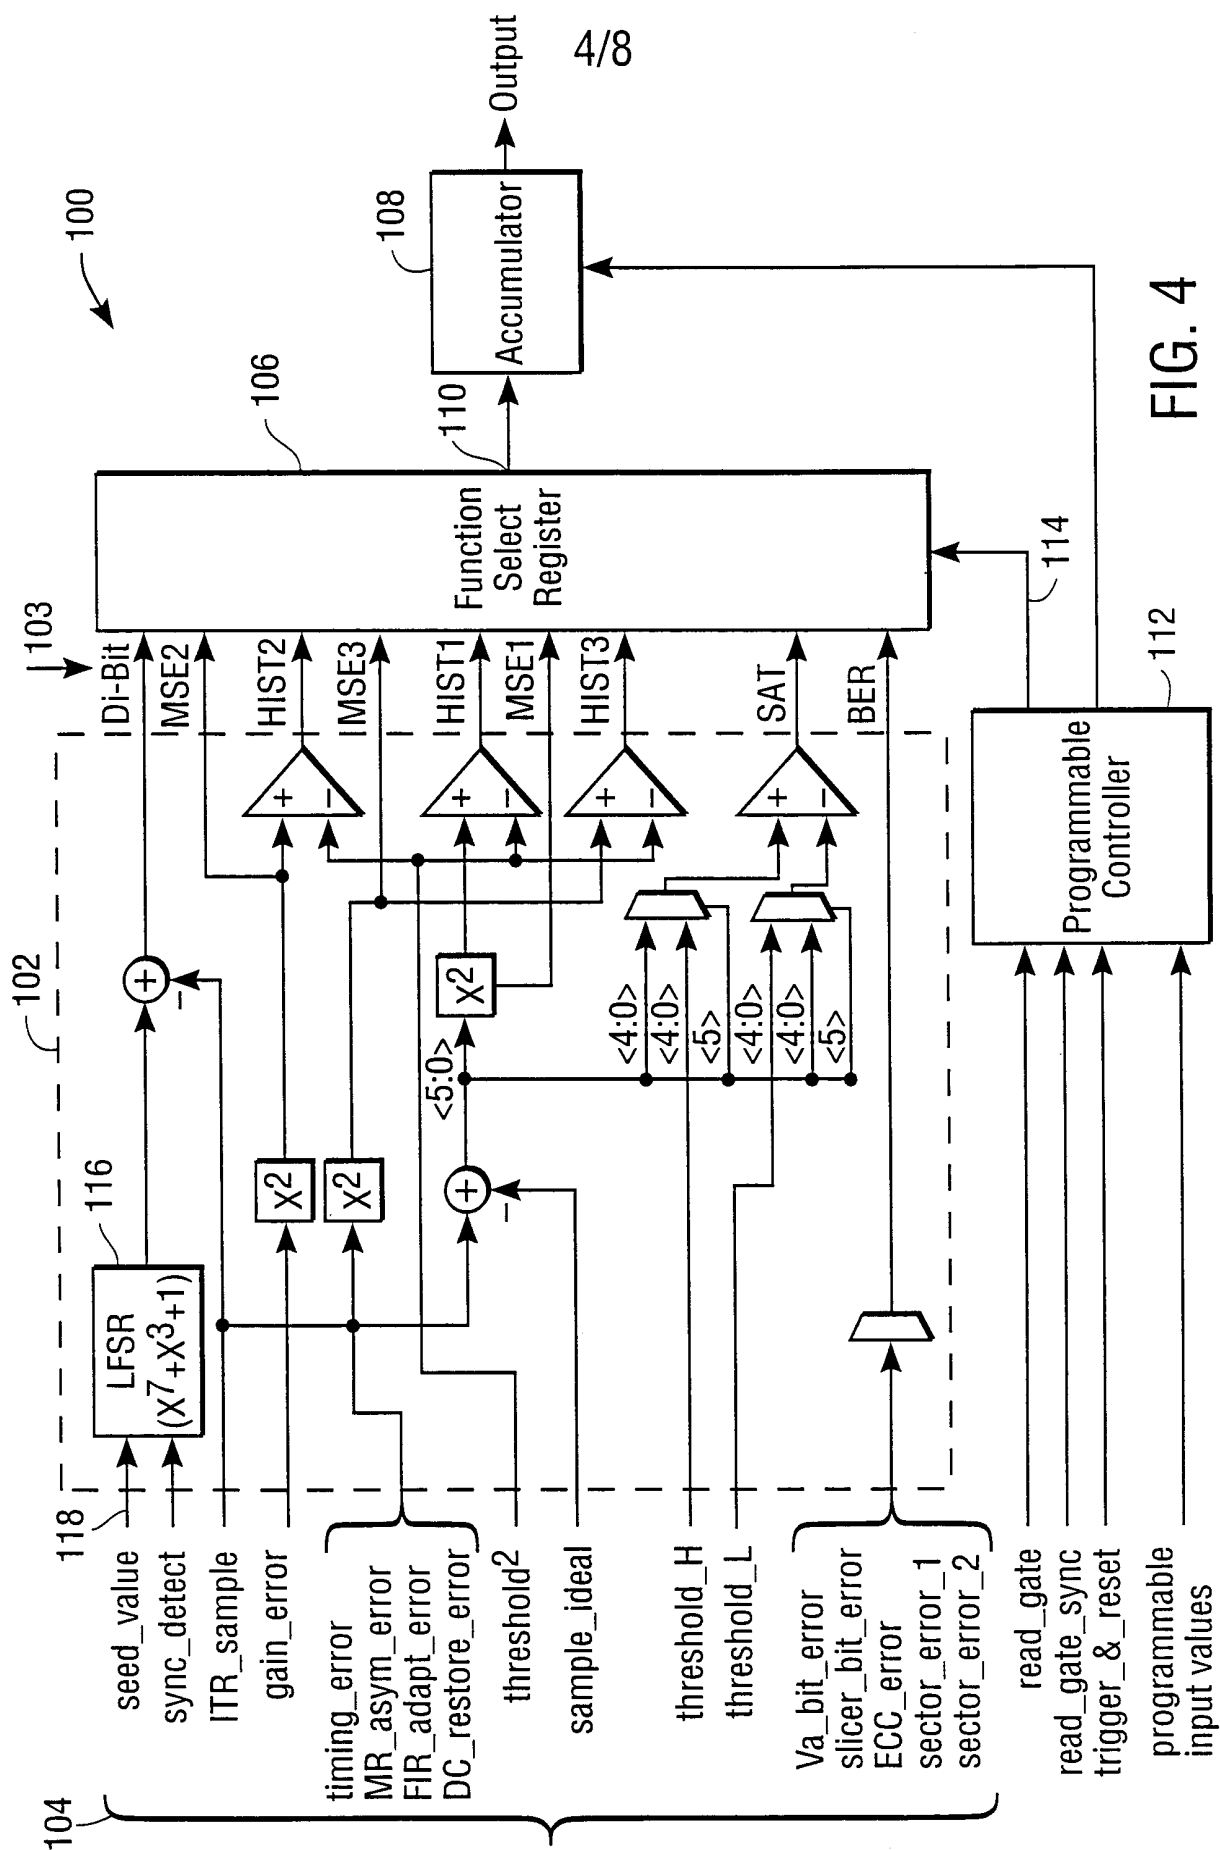 4/8
100
102
103
Di-Bit
MSE2
HIST2
MSE3
HIST1
MSE1
HIST3
SAT
BER
106
Function
Select
Register
110
108
Accumulator
Output
114
112
Programmable
Controller
116
LFSR
(X7+X3+1)
+
-
X2
X2
+
-
<5:0>
X2
+
-
+
-
+
-
+
-
<4:0>
<4:0>
<5>
<4:0>
<4:0>
<5>
104
118
seed_value
sync_detect
ITR_sample
gain_error
timing_error
MR_asym_error
FIR_adapt_error
DC_restore_error
threshold2
sample_ideal
threshold_H
threshold_L
Va_bit_error
slicer_bit_error
ECC_error
sector_error_1
sector_error_2
read_gate
read_gate_sync
trigger_&_reset
programmable
input values
FIG. 4